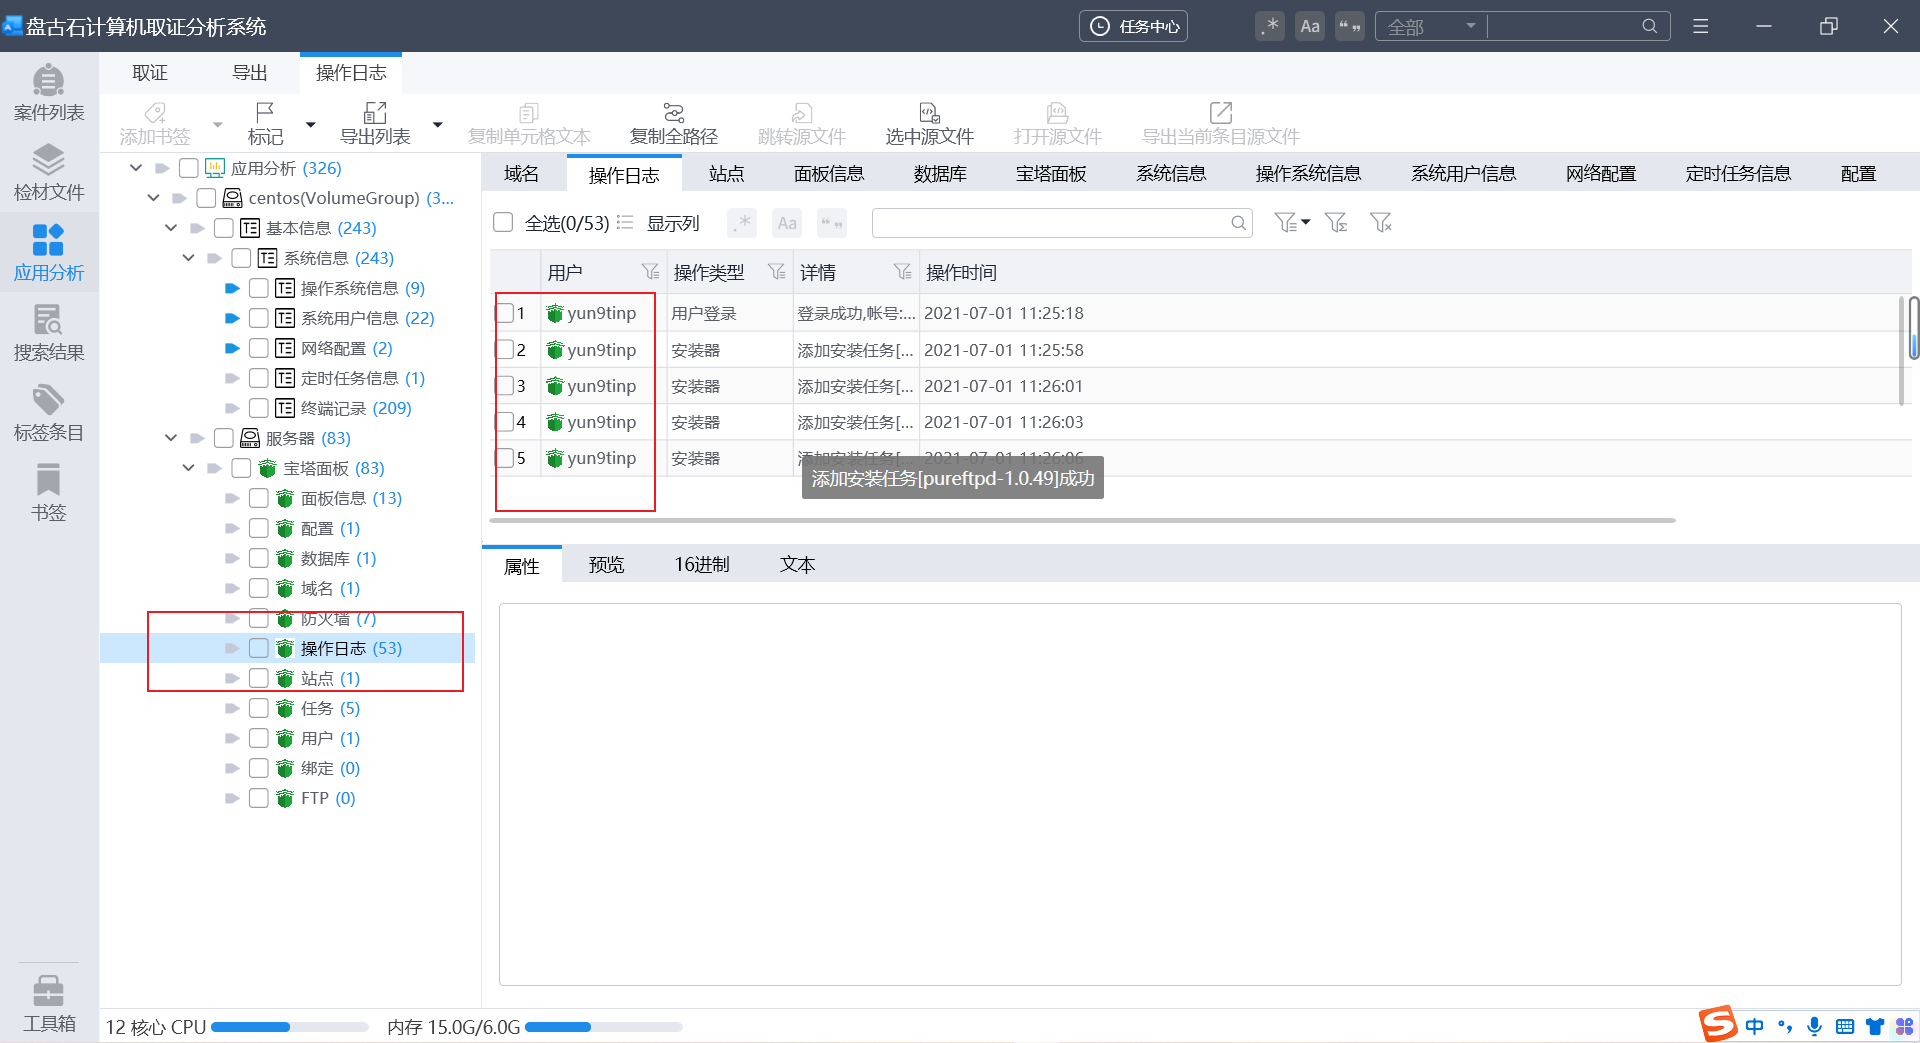 盘古石计算机取证分析系统
任务中心
.* Aa “” 全部
案件列表
检材文件
应用分析
搜索结果
标签条目
书签
工具箱
取证 导出 操作日志
添加书签 标记 导出列表 复制单元格文本 复制全路径 跳转源文件 选中源文件 打开源文件 导出当前条目源文件
应用分析 (326)
centos(VolumeGroup) (3...
基本信息 (243)
系统信息 (243)
操作系统信息 (9)
系统用户信息 (22)
网络配置 (2)
定时任务信息 (1)
终端记录 (209)
服务器 (83)
宝塔面板 (83)
面板信息 (13)
配置 (1)
数据库 (1)
域名 (1)
防火墙 (7)
操作日志 (53)
站点 (1)
任务 (5)
用户 (1)
绑定 (0)
FTP (0)
域名 操作日志 站点 面板信息 数据库 宝塔面板 系统信息 操作系统信息 系统用户信息 网络配置 定时任务信息 配置
全选(0/53) 显示列 .* Aa “”
用户 操作类型 详情 操作时间
1 yun9tinp 用户登录 登录成功,帐号:... 2021-07-01 11:25:18
2 yun9tinp 安装器 添加安装任务[... 2021-07-01 11:25:58
3 yun9tinp 安装器 添加安装任务[... 2021-07-01 11:26:01
4 yun9tinp 安装器 添加安装任务[... 2021-07-01 11:26:03
5 yun9tinp 安装器 添加安装任务[... 2021-07-01 11:26:06
添加安装任务[pureftpd-1.0.49]成功
属性 预览 16进制 文本
12 核心 CPU 内存 15.0G/6.0G
S 中